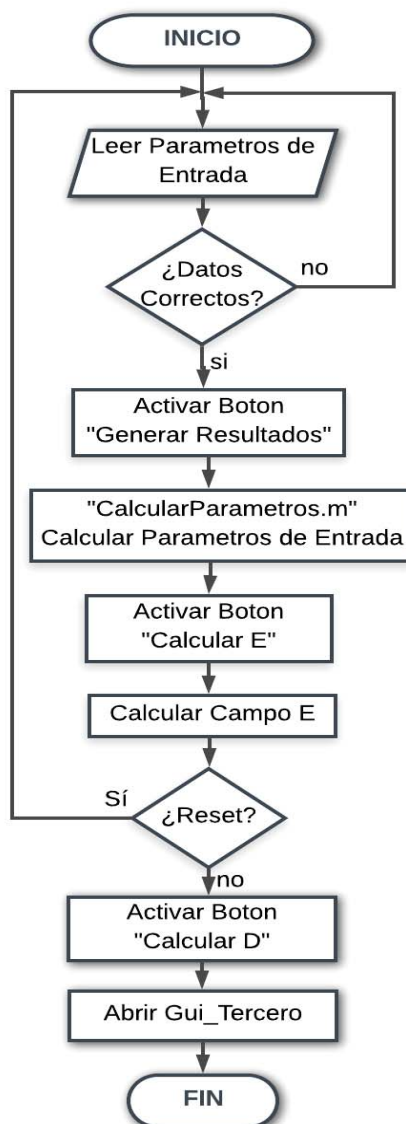 INICIO
Leer Parametros de
Entrada
¿Datos
Correctos?
no
si
Activar Boton
"Generar Resultados"
"CalcularParametros.m"
Calcular Parametros de Entrada
Activar Boton
"Calcular E"
Calcular Campo E
Sí
¿Reset?
no
Activar Boton
"Calcular D"
Abrir Gui_Tercero
FIN